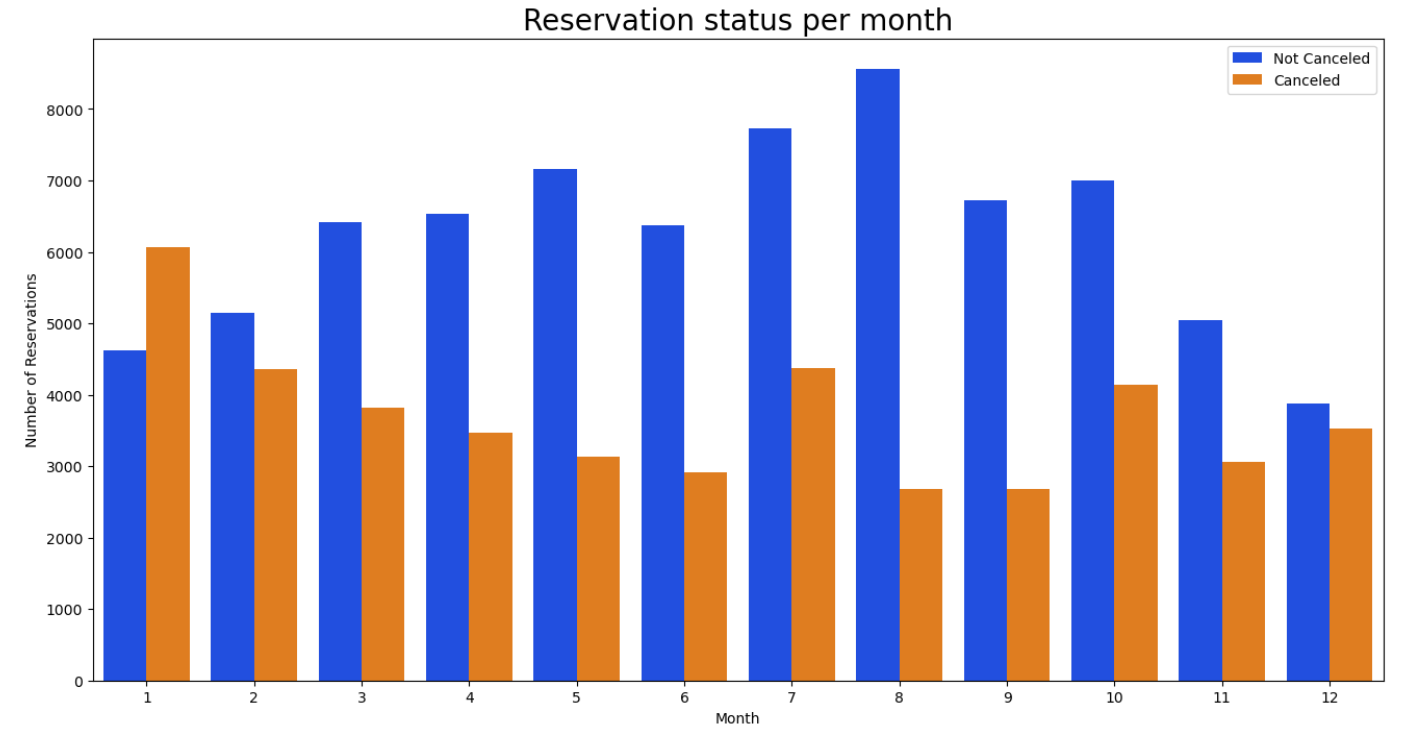 Reservation status per month
Not Canceled
Canceled
8000
7000
6000
5000
4000
3000
2000
1000
0
Number of Reservations
1 2 3 4 5 6 7 8 9 10 11 12
Month